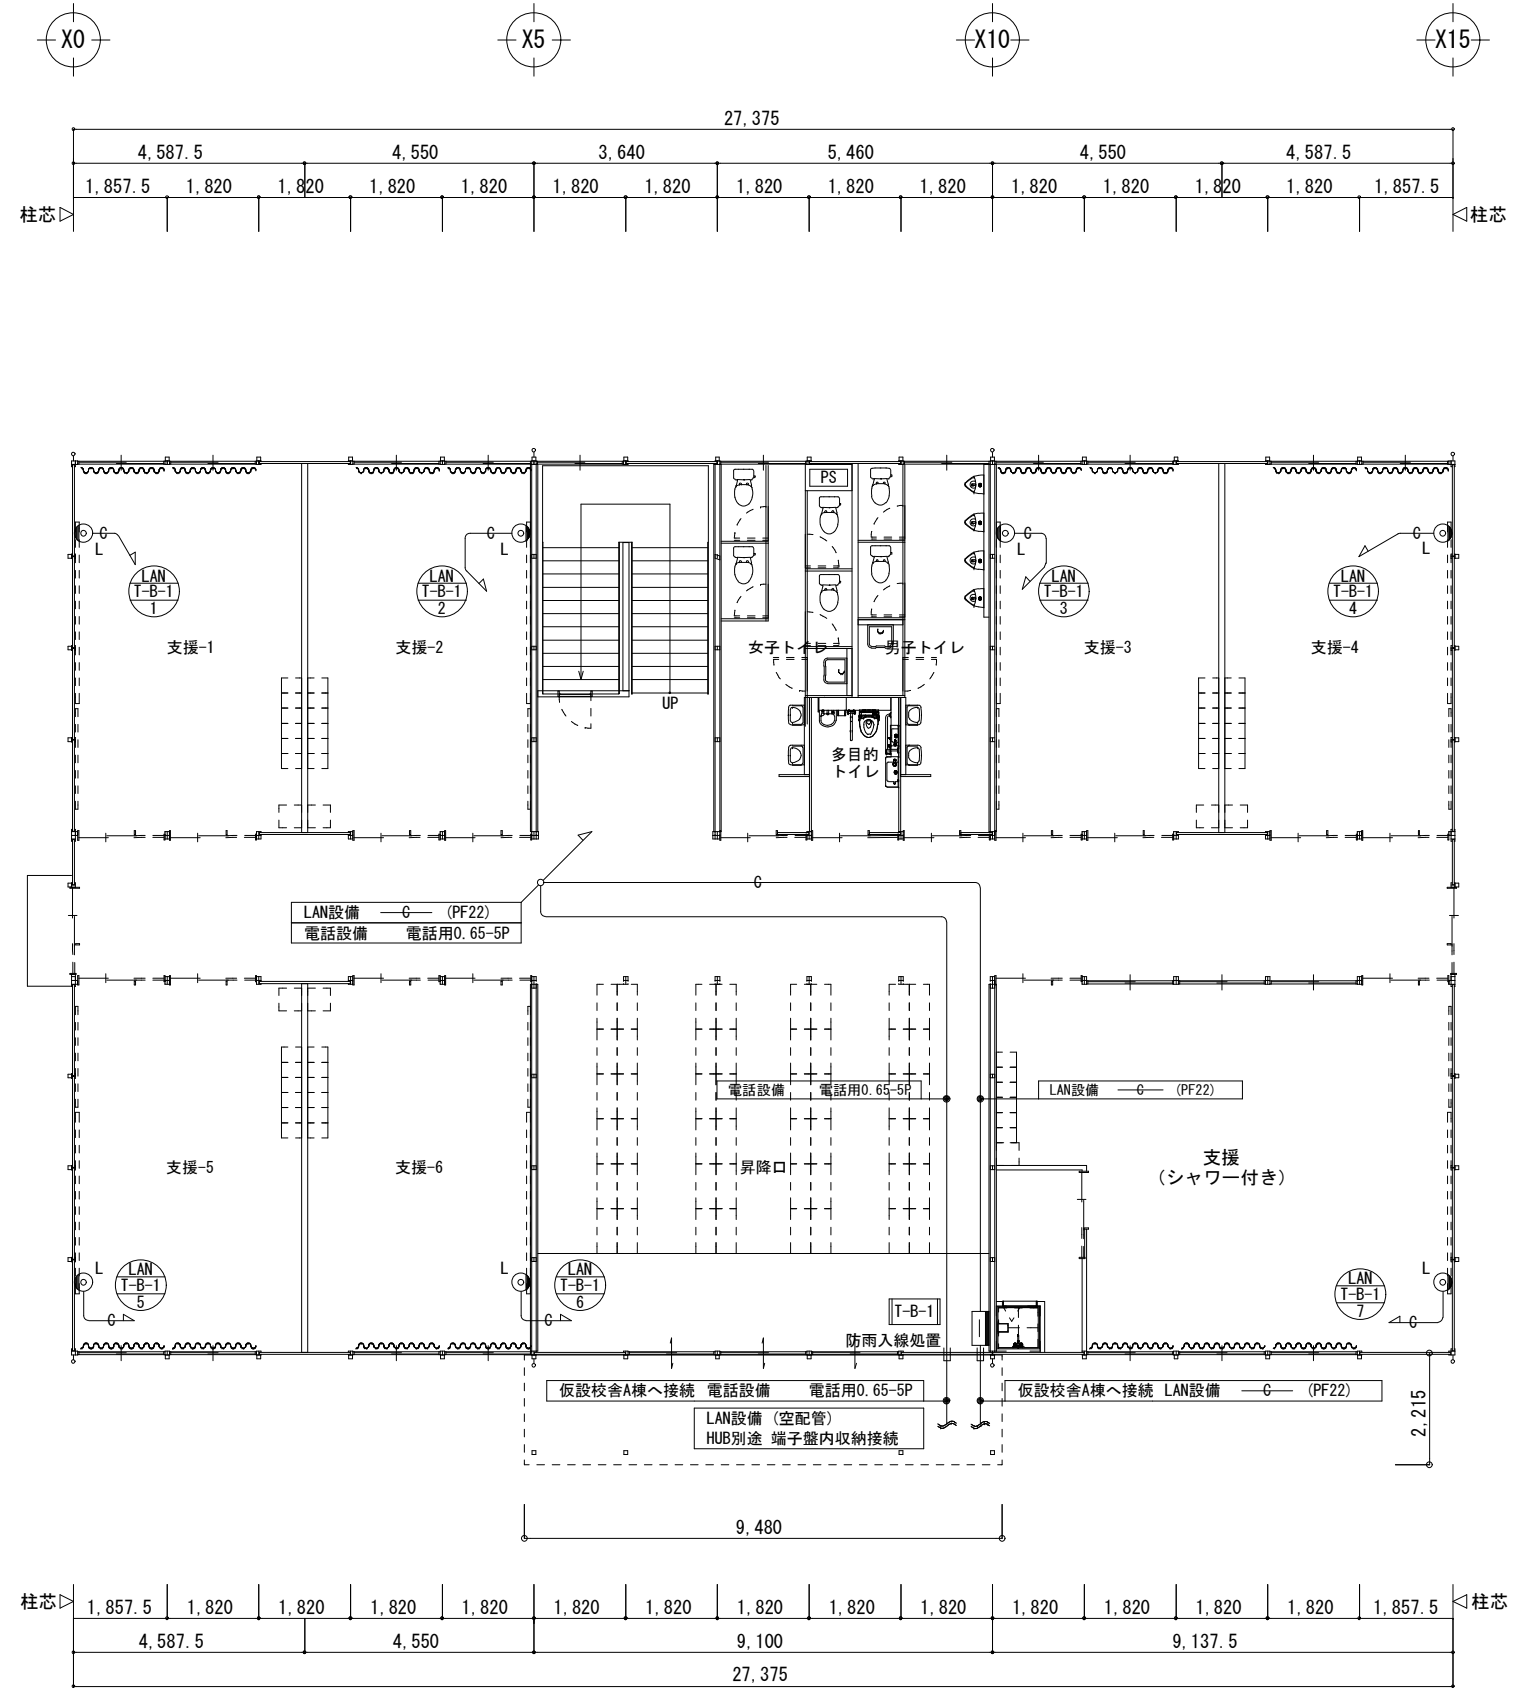 X0 X5 X10 X15
27,375
4,587.5 4,550 3,640 5,460 4,550 4,587.5
1,857.5 1,820 1,820 1,820 1,820 1,820 1,820 1,820 1,820 1,820 1,820 1,820 1,820 1,820 1,857.5
柱芯 柱芯
PS
C C C C
L L L L
LAN LAN LAN LAN
T-B-1 T-B-1 T-B-1 T-B-1
1 2 3 4
支援-1 支援-2 女子トイレ 男子トイレ 支援-3 支援-4
UP
多目的
トイレ
C
LAN設備 C (PF22)
電話設備 電話用0.65-5P
電話設備 電話用0.65-5P LAN設備 C (PF22)
支援-5 支援-6 昇降口 支援
(シャワー付き)
L L L
LAN LAN LAN
T-B-1 T-B-1 T-B-1
5 6 7
C C C
T-B-1
防雨入線処置
仮設校舎A棟へ接続 電話設備 電話用0.65-5P 仮設校舎A棟へ接続 LAN設備 C (PF22)
LAN設備 (空配管)
HUB別途 端子盤内収納接続
2,215
9,480
柱芯 柱芯
1,857.5 1,820 1,820 1,820 1,820 1,820 1,820 1,820 1,820 1,820 1,820 1,820 1,820 1,820 1,857.5
4,587.5 4,550 9,100 9,137.5
27,375